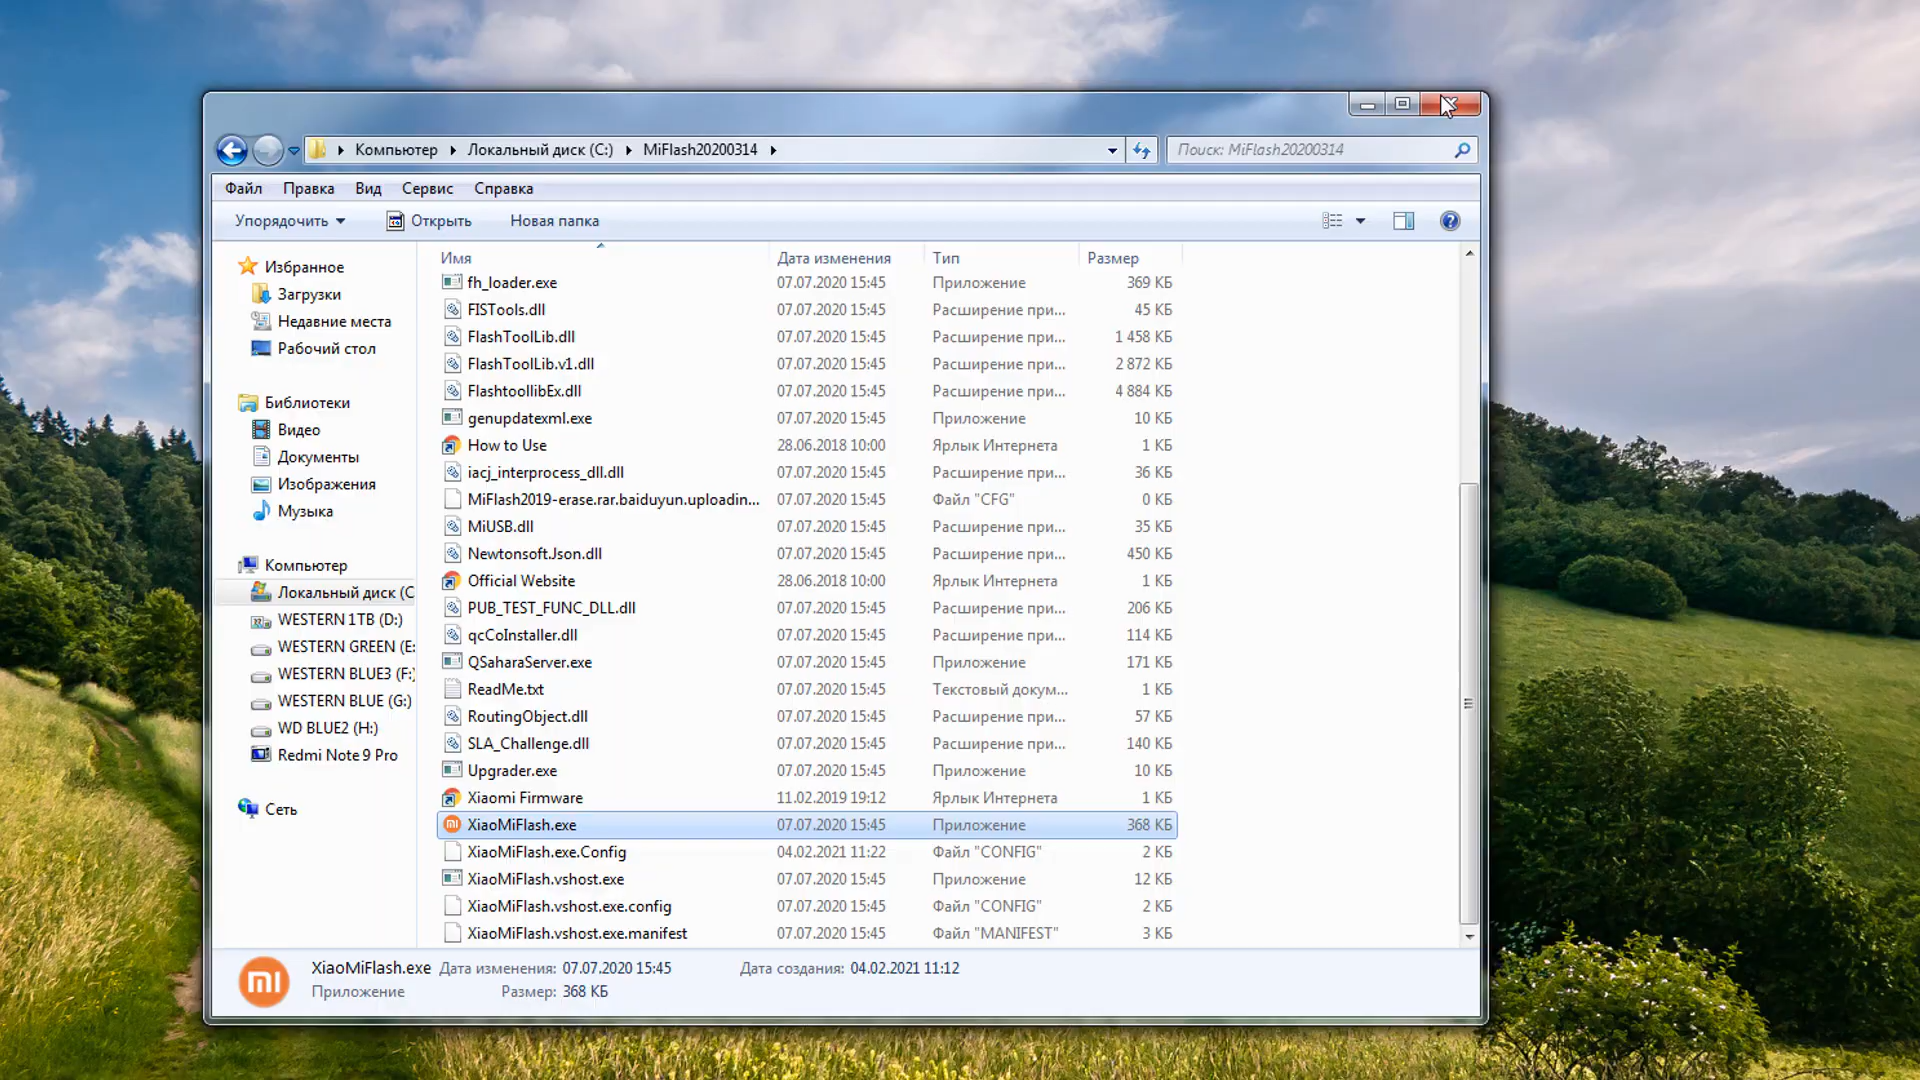 Компьютер Локальный диск (C:) MiFlash20200314 Поиск: MiFlash20200314
Файл Правка Вид Сервис Справка
Упорядочить Открыть Новая папка
Избранное
Загрузки
Недавние места
Рабочий стол
Библиотеки
Видео
Документы
Изображения
Музыка
Компьютер
Локальный диск (C
WESTERN 1TB (D:)
WESTERN GREEN (E:
WESTERN BLUE3 (F:)
WESTERN BLUE (G:)
WD BLUE2 (H:)
Redmi Note 9 Pro
Сеть
Имя Дата изменения Тип Размер
fh_loader.exe 07.07.2020 15:45 Приложение 369 КБ
FISTools.dll 07.07.2020 15:45 Расширение при... 45 КБ
FlashToolLib.dll 07.07.2020 15:45 Расширение при... 1 458 КБ
FlashToolLib.v1.dll 07.07.2020 15:45 Расширение при... 2 872 КБ
FlashtoollibEx.dll 07.07.2020 15:45 Расширение при... 4 884 КБ
genupdatexml.exe 07.07.2020 15:45 Приложение 10 КБ
How to Use 28.06.2018 10:00 Ярлык Интернета 1 КБ
iacj_interprocess_dll.dll 07.07.2020 15:45 Расширение при... 36 КБ
MiFlash2019-erase.rar.baiduyun.uploadin... 07.07.2020 15:45 Файл "CFG" 0 КБ
MiUSB.dll 07.07.2020 15:45 Расширение при... 35 КБ
Newtonsoft.Json.dll 07.07.2020 15:45 Расширение при... 450 КБ
Official Website 28.06.2018 10:00 Ярлык Интернета 1 КБ
PUB_TEST_FUNC_DLL.dll 07.07.2020 15:45 Расширение при... 206 КБ
qcCoInstaller.dll 07.07.2020 15:45 Расширение при... 114 КБ
QSaharaServer.exe 07.07.2020 15:45 Приложение 171 КБ
ReadMe.txt 07.07.2020 15:45 Текстовый докум... 1 КБ
RoutingObject.dll 07.07.2020 15:45 Расширение при... 57 КБ
SLA_Challenge.dll 07.07.2020 15:45 Расширение при... 140 КБ
Upgrader.exe 07.07.2020 15:45 Приложение 10 КБ
Xiaomi Firmware 11.02.2019 19:12 Ярлык Интернета 1 КБ
XiaoMiFlash.exe 07.07.2020 15:45 Приложение 368 КБ
XiaoMiFlash.exe.Config 04.02.2021 11:22 Файл "CONFIG" 2 КБ
XiaoMiFlash.vshost.exe 07.07.2020 15:45 Приложение 12 КБ
XiaoMiFlash.vshost.exe.config 07.07.2020 15:45 Файл "CONFIG" 2 КБ
XiaoMiFlash.vshost.exe.manifest 07.07.2020 15:45 Файл "MANIFEST" 3 КБ
XiaoMiFlash.exe Дата изменения: 07.07.2020 15:45 Дата создания: 04.02.2021 11:12
Приложение Размер: 368 КБ